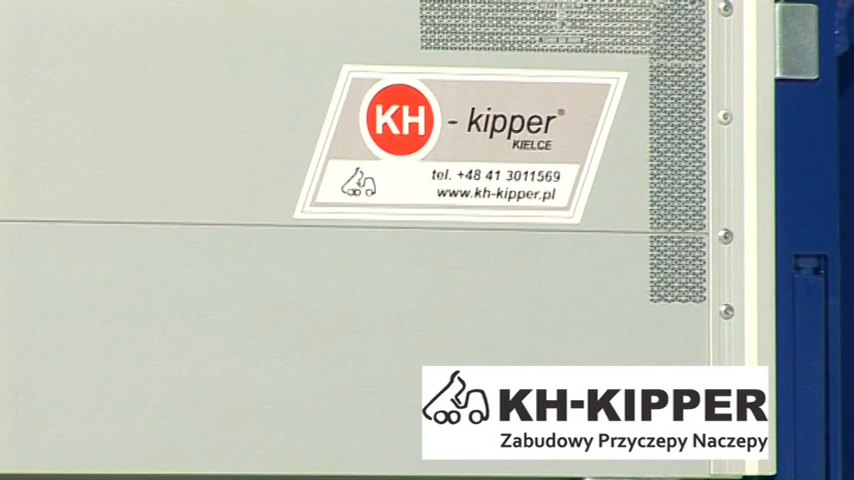 KH - kipper®
KIELCE
tel. +48 41 3011569
www.kh-kipper.pl
KH-KIPPER
Zabudowy Przyczepy Naczepy